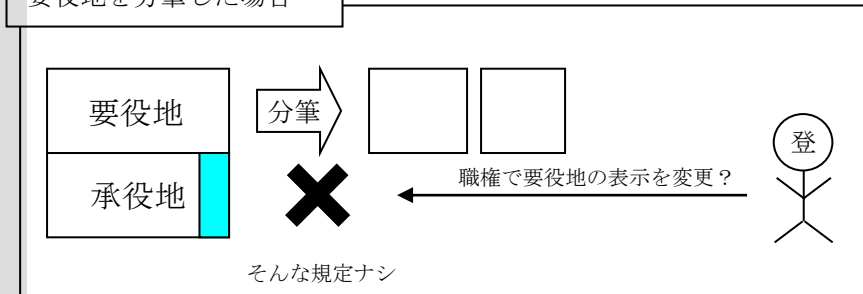 要役地を分筆した場合
要役地
分筆
登
職権で要役地の表示を変更？
承役地
そんな規定ナシ